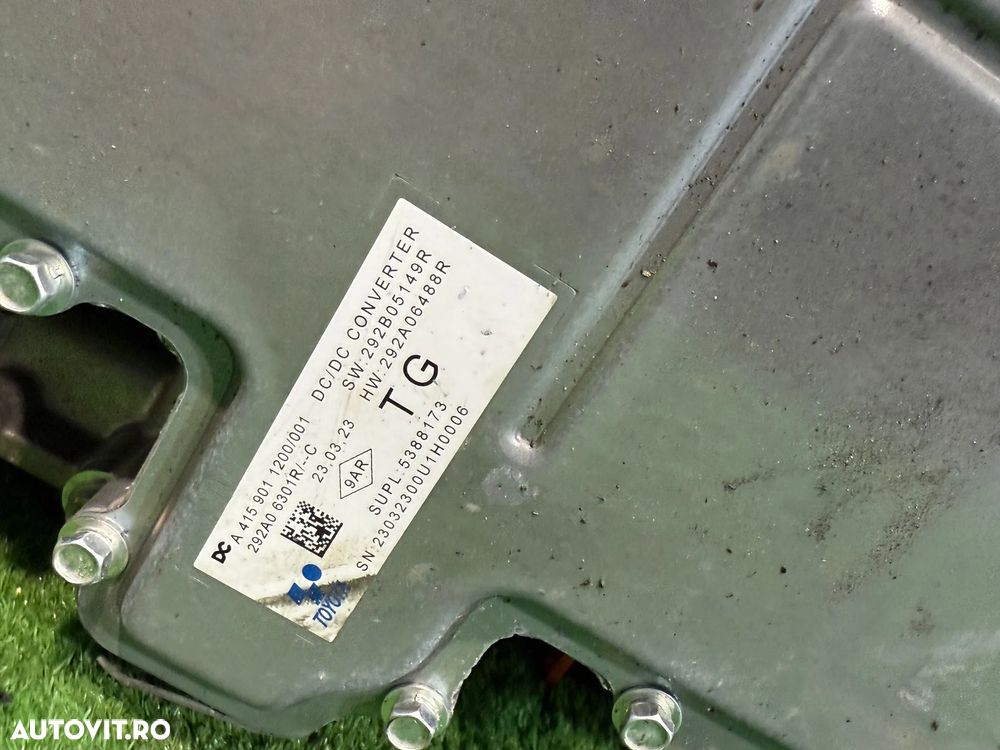 DC A 415 901 1200/001 DC/DC CONVERTER
292A0 6301R/--C SW:292B05149R
23.03.23 HW:292A06488R
9AR TG
SUPL:5388173
SN:23032300U1H0006
AUTOVIT.RO